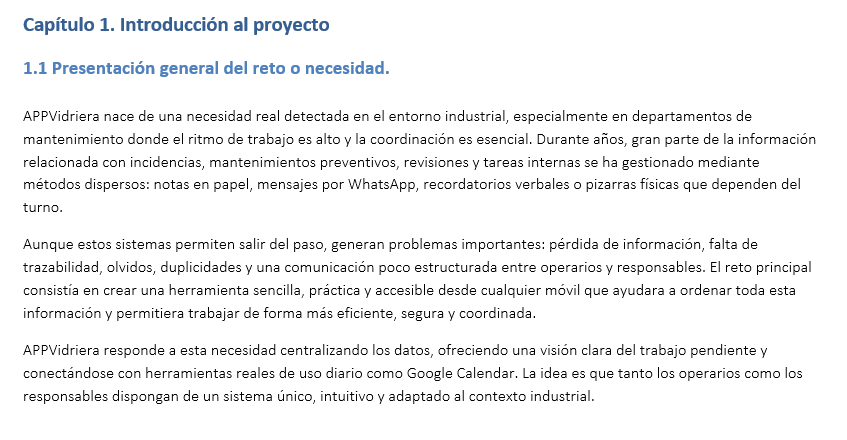 Capítulo 1. Introducción al proyecto
1.1 Presentación general del reto o necesidad.
APPVidriera nace de una necesidad real detectada en el entorno industrial, especialmente en departamentos de
mantenimiento donde el ritmo de trabajo es alto y la coordinación es esencial. Durante años, gran parte de la información
relacionada con incidencias, mantenimientos preventivos, revisiones y tareas internas se ha gestionado mediante
métodos dispersos: notas en papel, mensajes por WhatsApp, recordatorios verbales o pizarras físicas que dependen del
turno.
Aunque estos sistemas permiten salir del paso, generan problemas importantes: pérdida de información, falta de
trazabilidad, olvidos, duplicidades y una comunicación poco estructurada entre operarios y responsables. El reto principal
consistía en crear una herramienta sencilla, práctica y accesible desde cualquier móvil que ayudara a ordenar toda esta
información y permitiera trabajar de forma más eficiente, segura y coordinada.
APPVidriera responde a esta necesidad centralizando los datos, ofreciendo una visión clara del trabajo pendiente y
conectándose con herramientas reales de uso diario como Google Calendar. La idea es que tanto los operarios como los
responsables dispongan de un sistema único, intuitivo y adaptado al contexto industrial.